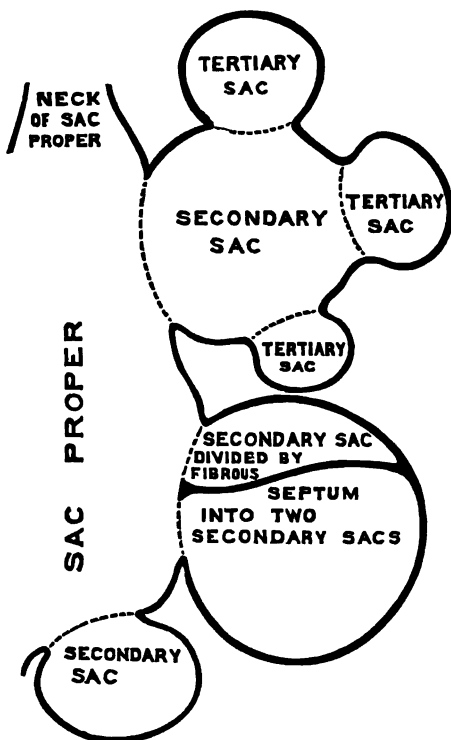 TERTIARY
SAC
NECK
OF SAC
PROPER
SECONDARY
SAC
TERTIARY
SAC
TERTIARY
SAC
SAC PROPER
SECONDARY SAC
DIVIDED BY
FIBROUS
SEPTUM
INTO TWO
SECONDARY SACS
SECONDARY
SAC